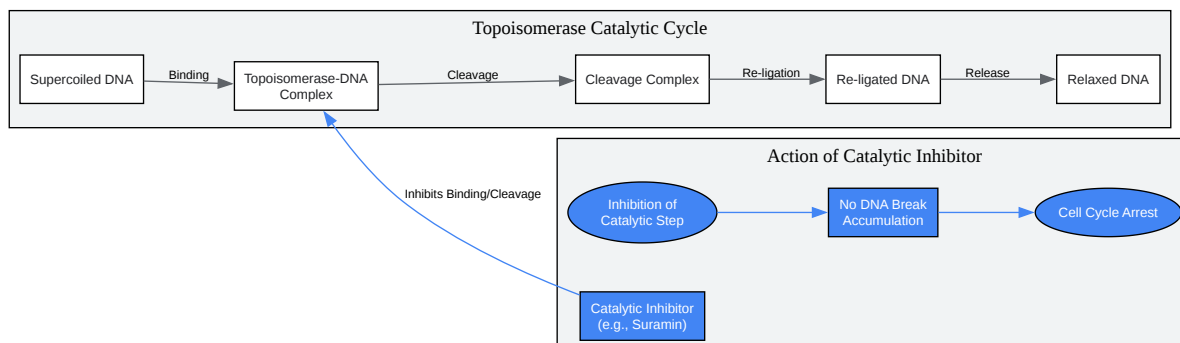 Topoisomerase Catalytic Cycle
Supercoiled DNA
Binding
Topoisomerase-DNA
Complex
Cleavage
Cleavage Complex
Re-ligation
Re-ligated DNA
Release
Relaxed DNA
Inhibits Binding/Cleavage
Action of Catalytic Inhibitor
Inhibition of
Catalytic Step
No DNA Break
Accumulation
Cell Cycle Arrest
Catalytic Inhibitor
(e.g., Suramin)